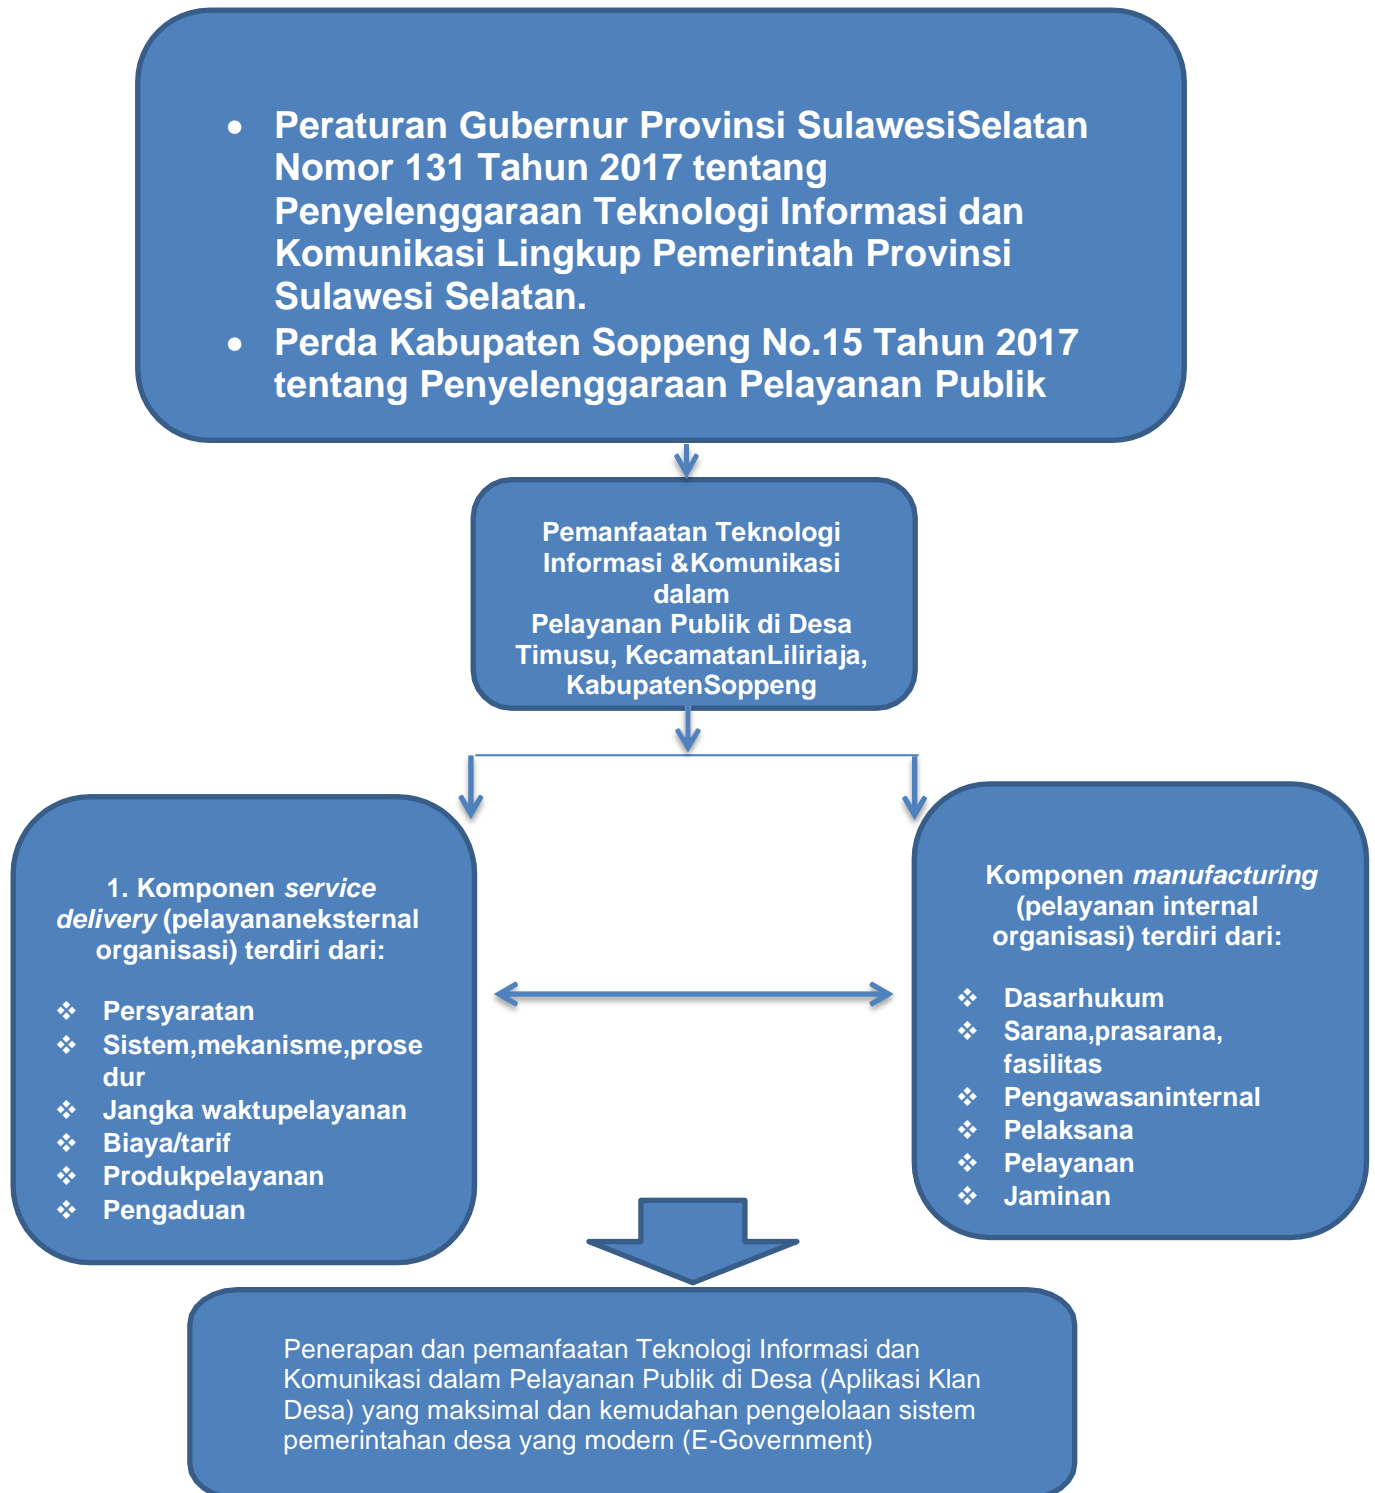 • Peraturan Gubernur Provinsi SulawesiSelatan
Nomor 131 Tahun 2017 tentang
Penyelenggaraan Teknologi Informasi dan
Komunikasi Lingkup Pemerintah Provinsi
Sulawesi Selatan.
• Perda Kabupaten Soppeng No.15 Tahun 2017
tentang Penyelenggaraan Pelayanan Publik
Pemanfaatan Teknologi
Informasi &Komunikasi
dalam
Pelayanan Publik di Desa
Timusu, KecamatanLiliriaja,
KabupatenSoppeng
1. Komponen service
delivery (pelayananeksternal
organisasi) terdiri dari:
❖ Persyaratan
❖ Sistem,mekanisme,prose
dur
❖ Jangka waktupelayanan
❖ Biaya/tarif
❖ Produkpelayanan
❖ Pengaduan
Komponen manufacturing
(pelayanan internal
organisasi) terdiri dari:
❖ Dasarhukum
❖ Sarana,prasarana,
fasilitas
❖ Pengawasaninternal
❖ Pelaksana
❖ Pelayanan
❖ Jaminan
Penerapan dan pemanfaatan Teknologi Informasi dan
Komunikasi dalam Pelayanan Publik di Desa (Aplikasi Klan
Desa) yang maksimal dan kemudahan pengelolaan sistem
pemerintahan desa yang modern (E-Government)